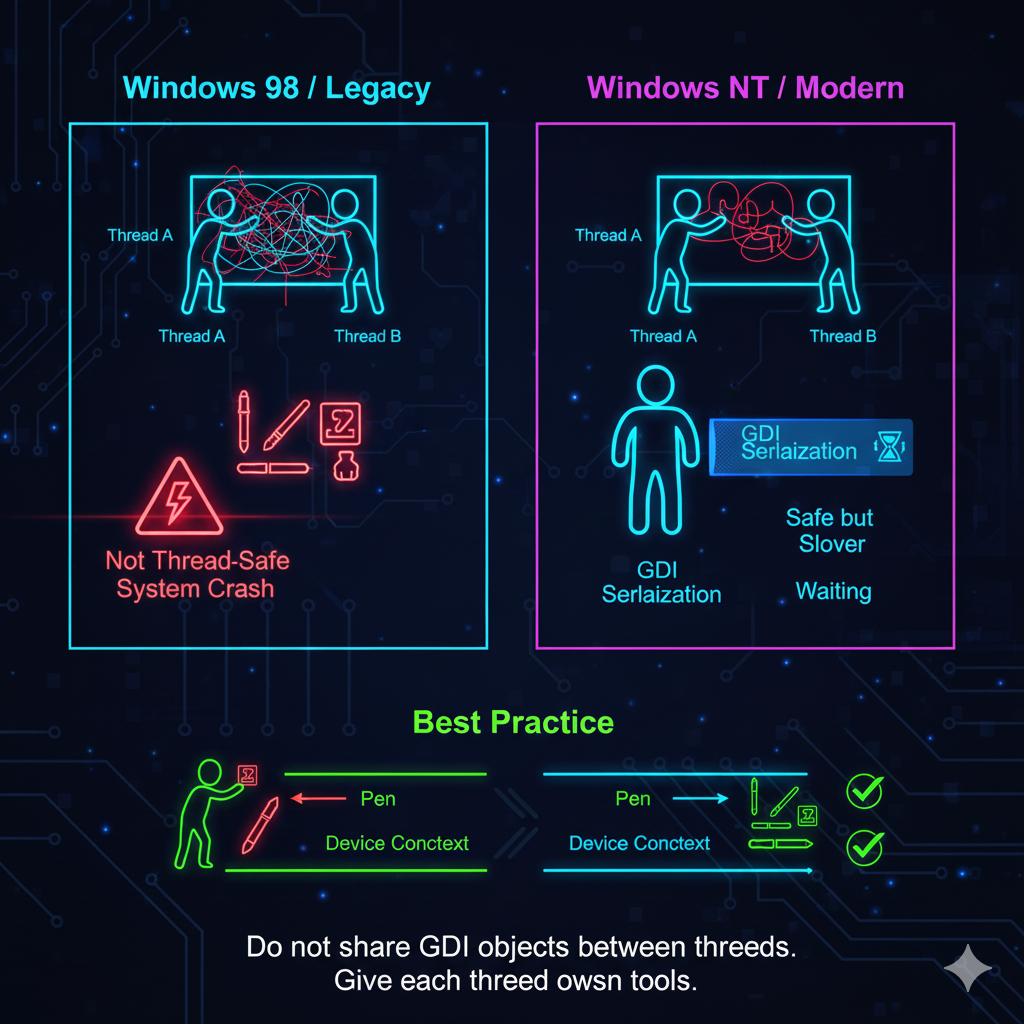 Windows 98 / Legacy
Thread A
Thread A
Thread B
Not Thread-Safe
System Crash
Windows NT / Modern
Thread A
Thread A
Thread B
GDI
Serlaization
GDI
Serlaization
Safe but
Slover
Waiting
Best Practice
Pen
Device Conctext
Pen
Device Conctext
Do not share GDI objects between threeds.
Give each threed owsn tools.